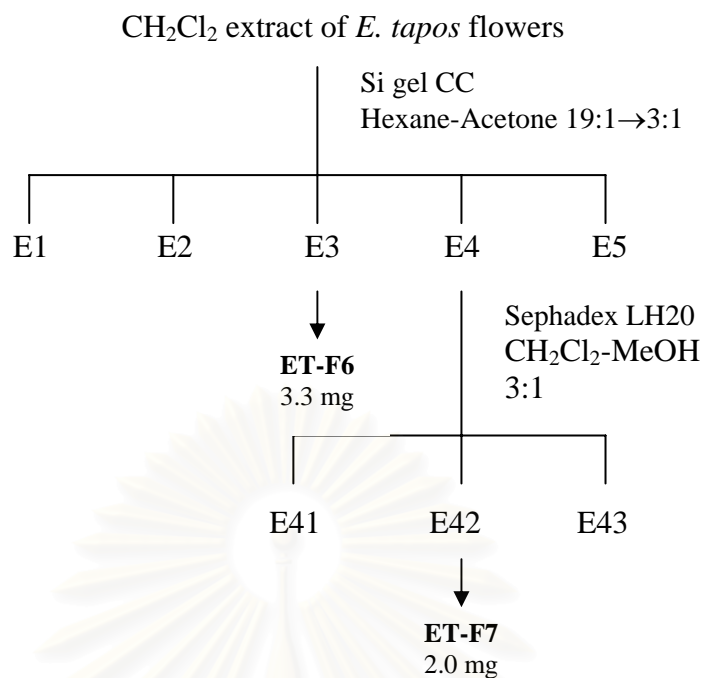 CH₂Cl₂ extract of E. tapos flowers
Si gel CC
Hexane-Acetone 19:1→3:1
E1 E2 E3 E4 E5
Sephadex LH20
CH₂Cl₂-MeOH
3:1
ET-F6
3.3 mg
E41 E42 E43
ET-F7
2.0 mg